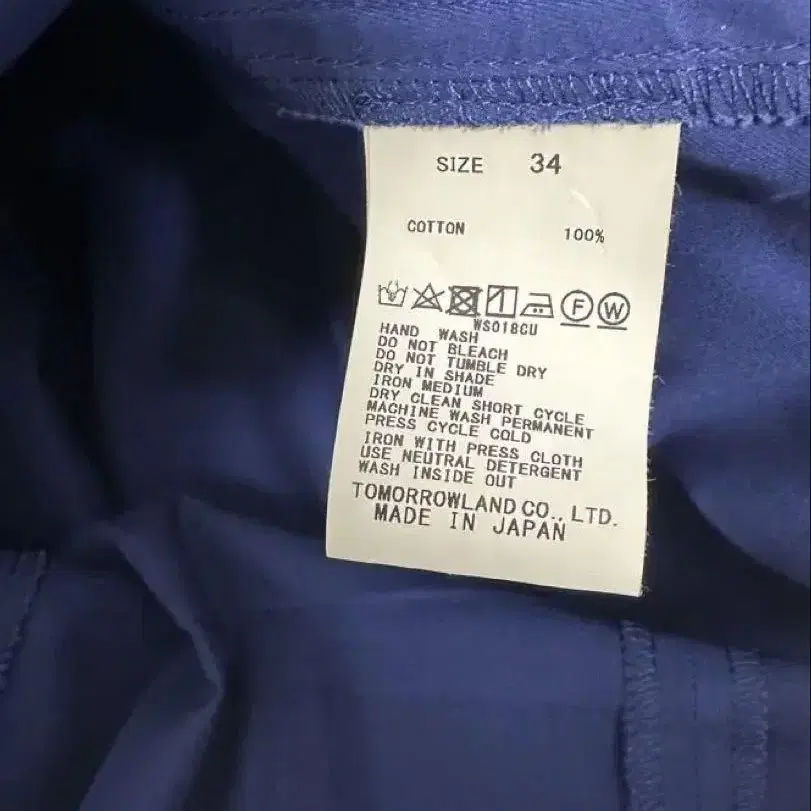 SIZE 34
COTTON 100%
F W
WS018CU
HAND WASH
DO NOT BLEACH
DO NOT TUMBLE DRY
DRY IN SHADE
IRON MEDIUM
DRY CLEAN SHORT CYCLE
MACHINE WASH PERMANENT
PRESS CYCLE COLD
IRON WITH PRESS CLOTH
USE NEUTRAL DETERGENT
WASH INSIDE OUT
TOMORROWLAND CO., LTD.
MADE IN JAPAN